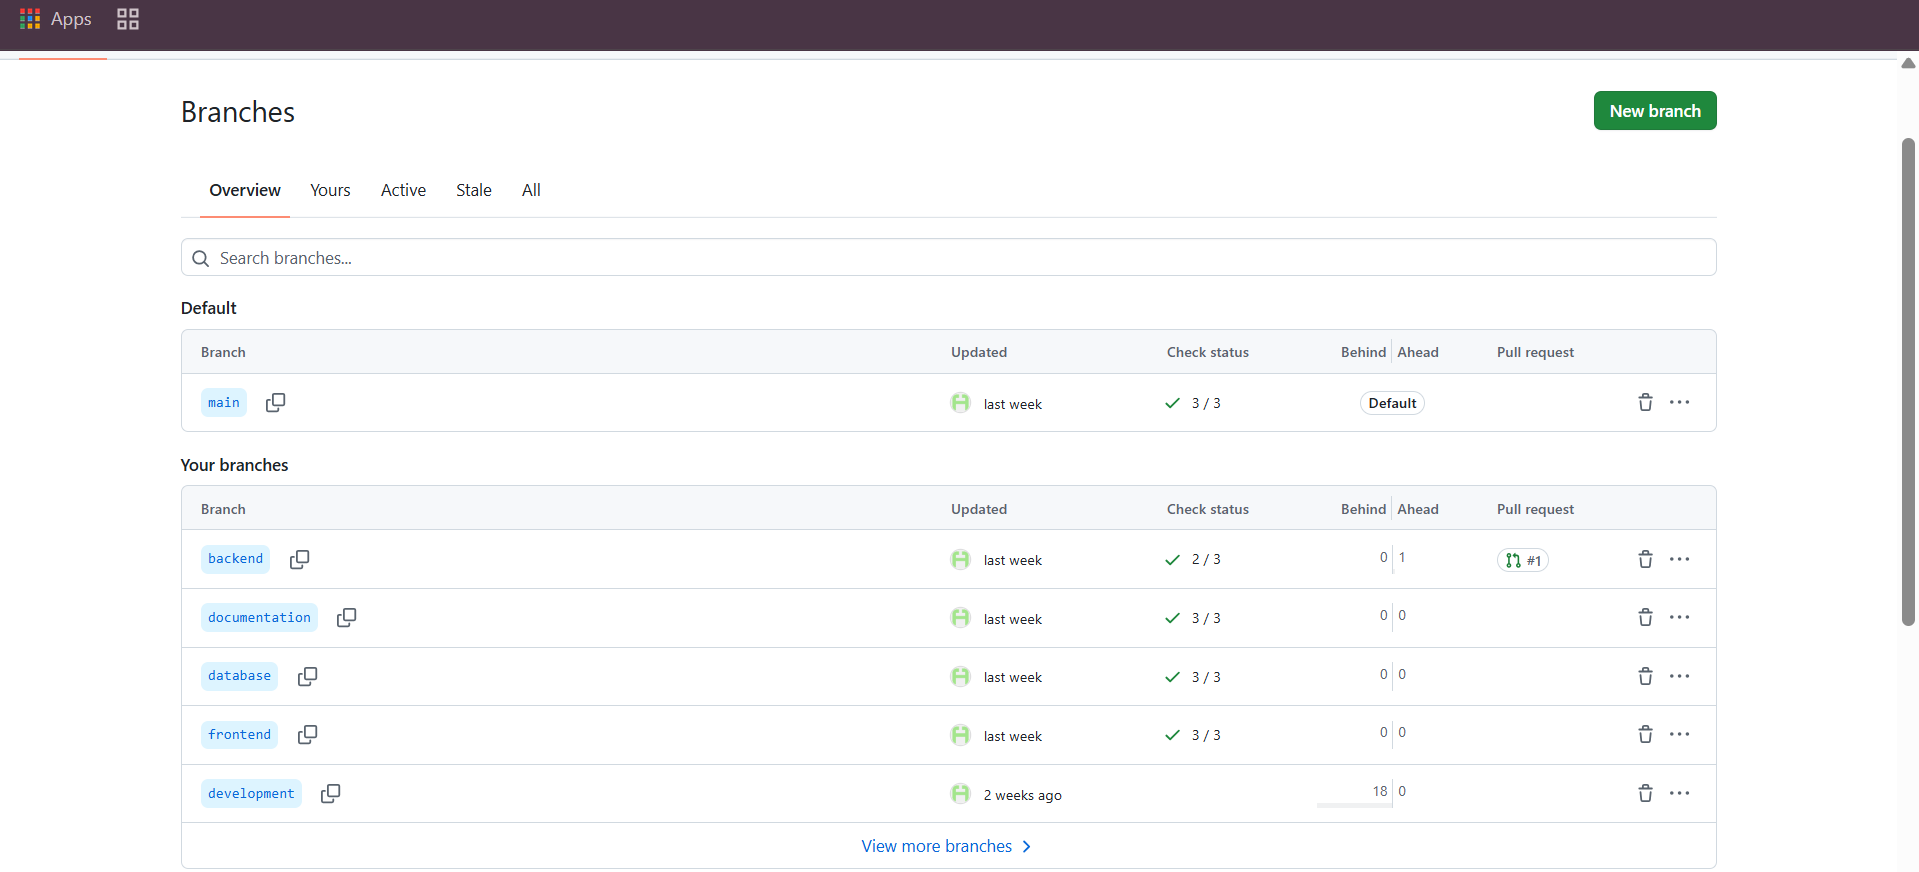 Apps
Branches
New branch
Overview Yours Active Stale All
Search branches...
Default
Branch Updated Check status Behind Ahead Pull request
main last week 3 / 3 Default
Your branches
Branch Updated Check status Behind Ahead Pull request
backend last week 2 / 3 0 1 #1
documentation last week 3 / 3 0 0
database last week 3 / 3 0 0
frontend last week 3 / 3 0 0
development 2 weeks ago 18 0
View more branches